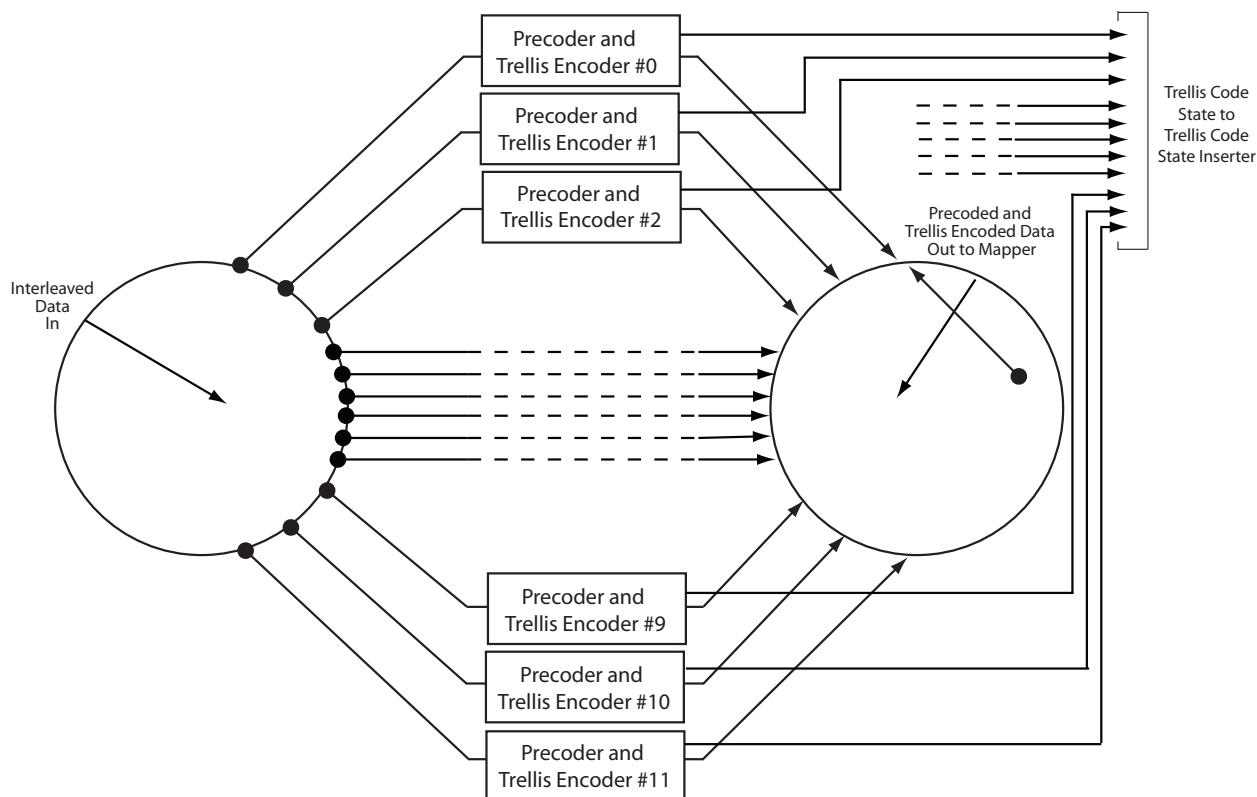 Precoder and
Trellis Encoder #0
Precoder and
Trellis Encoder #1
Precoder and
Trellis Encoder #2
Trellis Code
State to
Trellis Code
State Inserter
Precoded and
Trellis Encoded Data
Out to Mapper
Interleaved
Data
In
Precoder and
Trellis Encoder #9
Precoder and
Trellis Encoder #10
Precoder and
Trellis Encoder #11